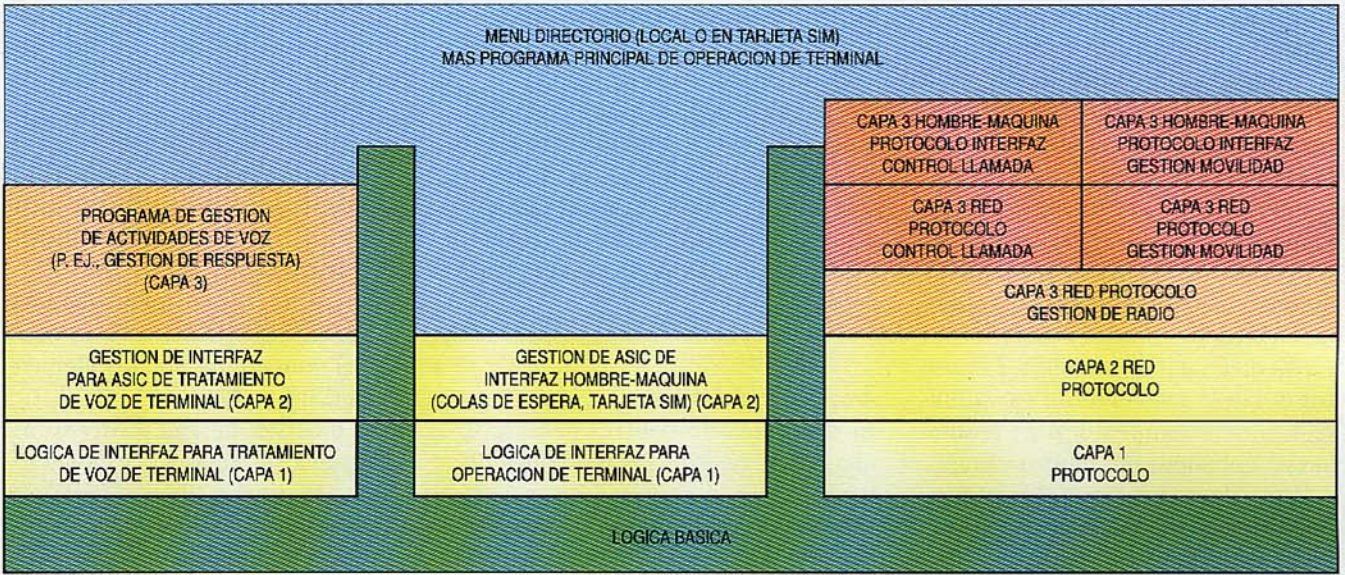 MENU DIRECTORIO (LOCAL O EN TARJETA SIM)
MAS PROGRAMA PRINCIPAL DE OPERACION DE TERMINAL
CAPA 3 HOMBRE-MAQUINA
PROTOCOLO INTERFAZ
CONTROL LLAMADA
CAPA 3 HOMBRE-MAQUINA
PROTOCOLO INTERFAZ
GESTION MOVILIDAD
PROGRAMA DE GESTION
DE ACTIVIDADES DE VOZ
(P. EJ., GESTION DE RESPUESTA)
(CAPA 3)
CAPA 3 RED
PROTOCOLO
CONTROL LLAMADA
CAPA 3 RED
PROTOCOLO
GESTION MOVILIDAD
CAPA 3 RED PROTOCOLO
GESTION DE RADIO
GESTION DE INTERFAZ
PARA ASIC DE TRATAMIENTO
DE VOZ DE TERMINAL (CAPA 2)
GESTION DE ASIC DE
INTERFAZ HOMBRE-MAQUINA
(COLAS DE ESPERA, TARJETA SIM) (CAPA 2)
CAPA 2 RED
PROTOCOLO
LOGICA DE INTERFAZ PARA TRATAMIENTO
DE VOZ DE TERMINAL (CAPA 1)
LOGICA DE INTERFAZ PARA
OPERACION DE TERMINAL (CAPA 1)
CAPA 1
PROTOCOLO
LOGICA BASICA